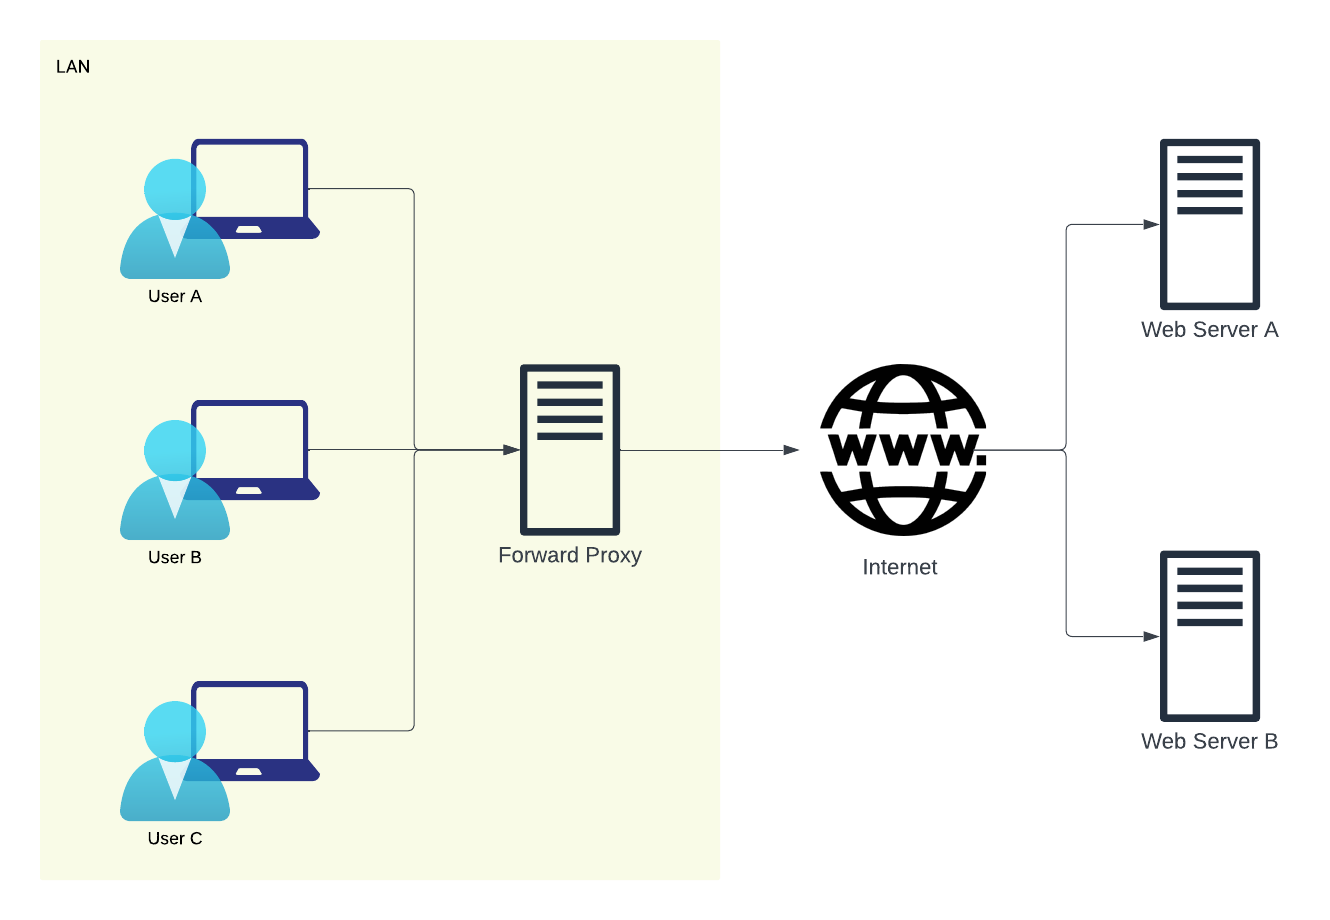 LAN
User A
User B
User C
Forward Proxy
www.
Internet
Web Server A
Web Server B